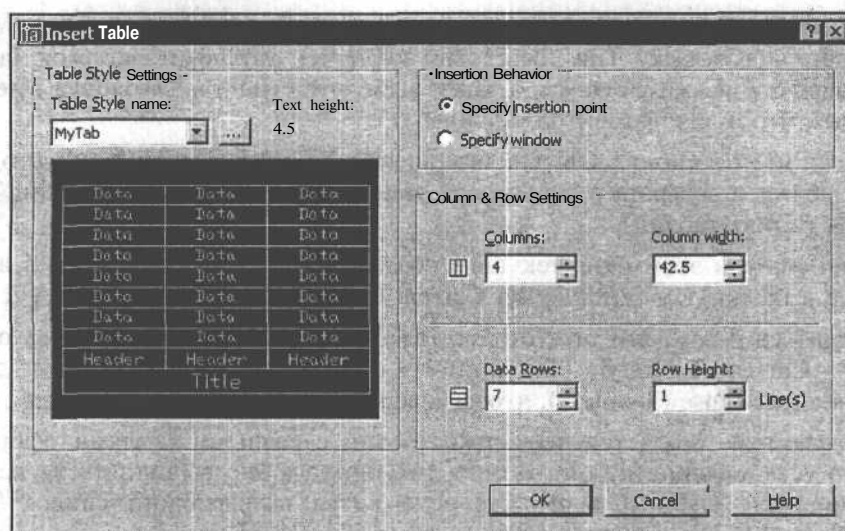 Insert Table
Table Style Settings -
Table Style name:
Text height:
MyTab
...
4.5
Data Data Data
Data Data Data
Data Data Data
Data Data Data
Data Data Data
Data Data Data
Data Data Data
Data Data Data
Header Header Header
Title
Insertion Behavior
Specify insertion point
Specify window
Column & Row Settings
Columns:
Column width:
4
42.5
Data Rows:
Row Height:
7
1
Line(s)
OK
Cancel
Help